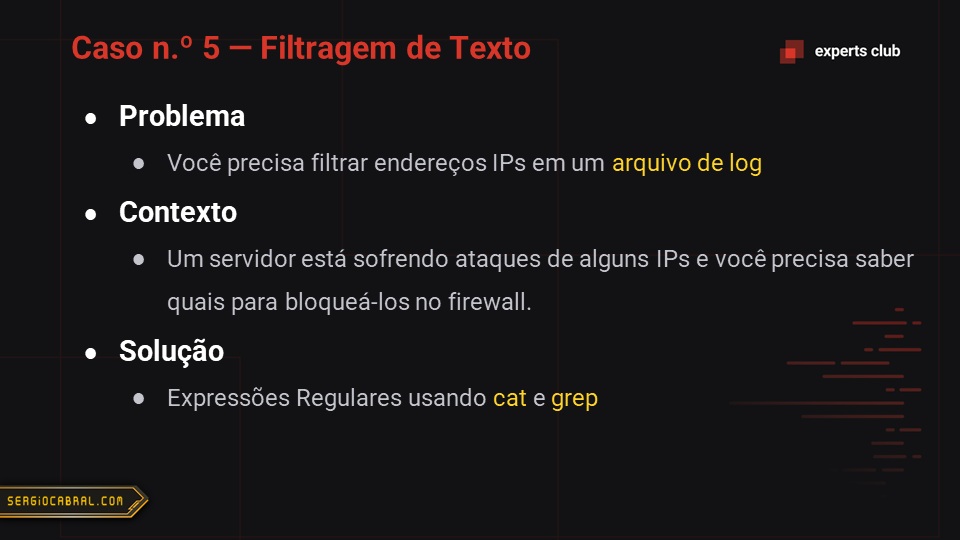 Caso n.º 5 — Filtragem de Texto
experts club
● Problema
● Você precisa filtrar endereços IPs em um arquivo de log
● Contexto
● Um servidor está sofrendo ataques de alguns IPs e você precisa saber
quais para bloqueá-los no firewall.
● Solução
● Expressões Regulares usando cat e grep
SERGIOCABRAL.COM